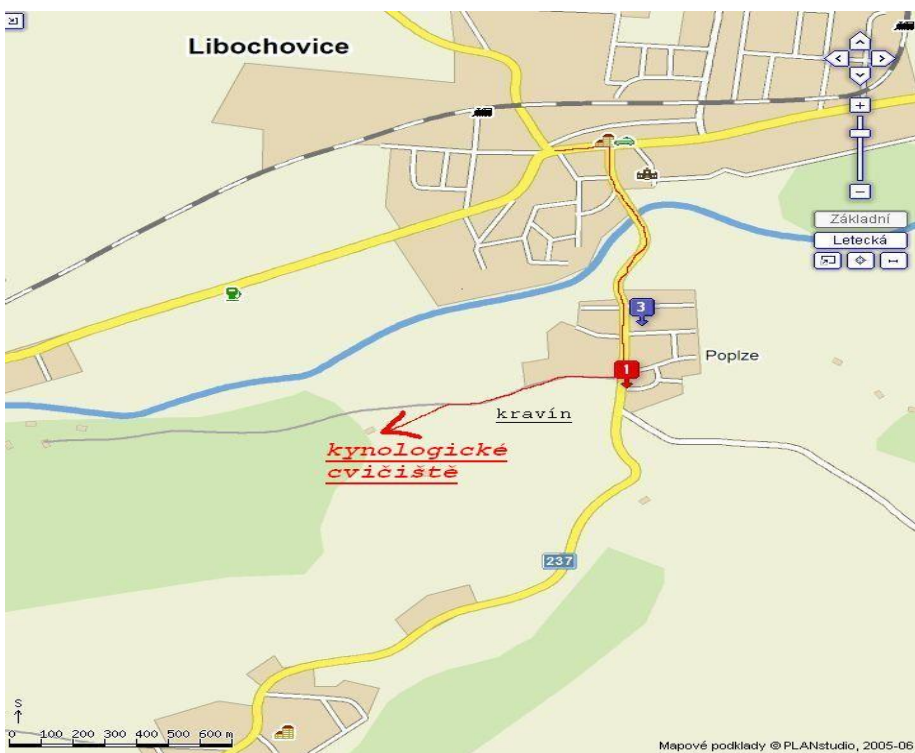 Libochovice
Základní
Letecká
3
Poplze
1
kravín
kynologické
cvičiště
237
S
0 100 200 300 400 500 600 m
Mapové podklady © PLANstudio, 2005-06